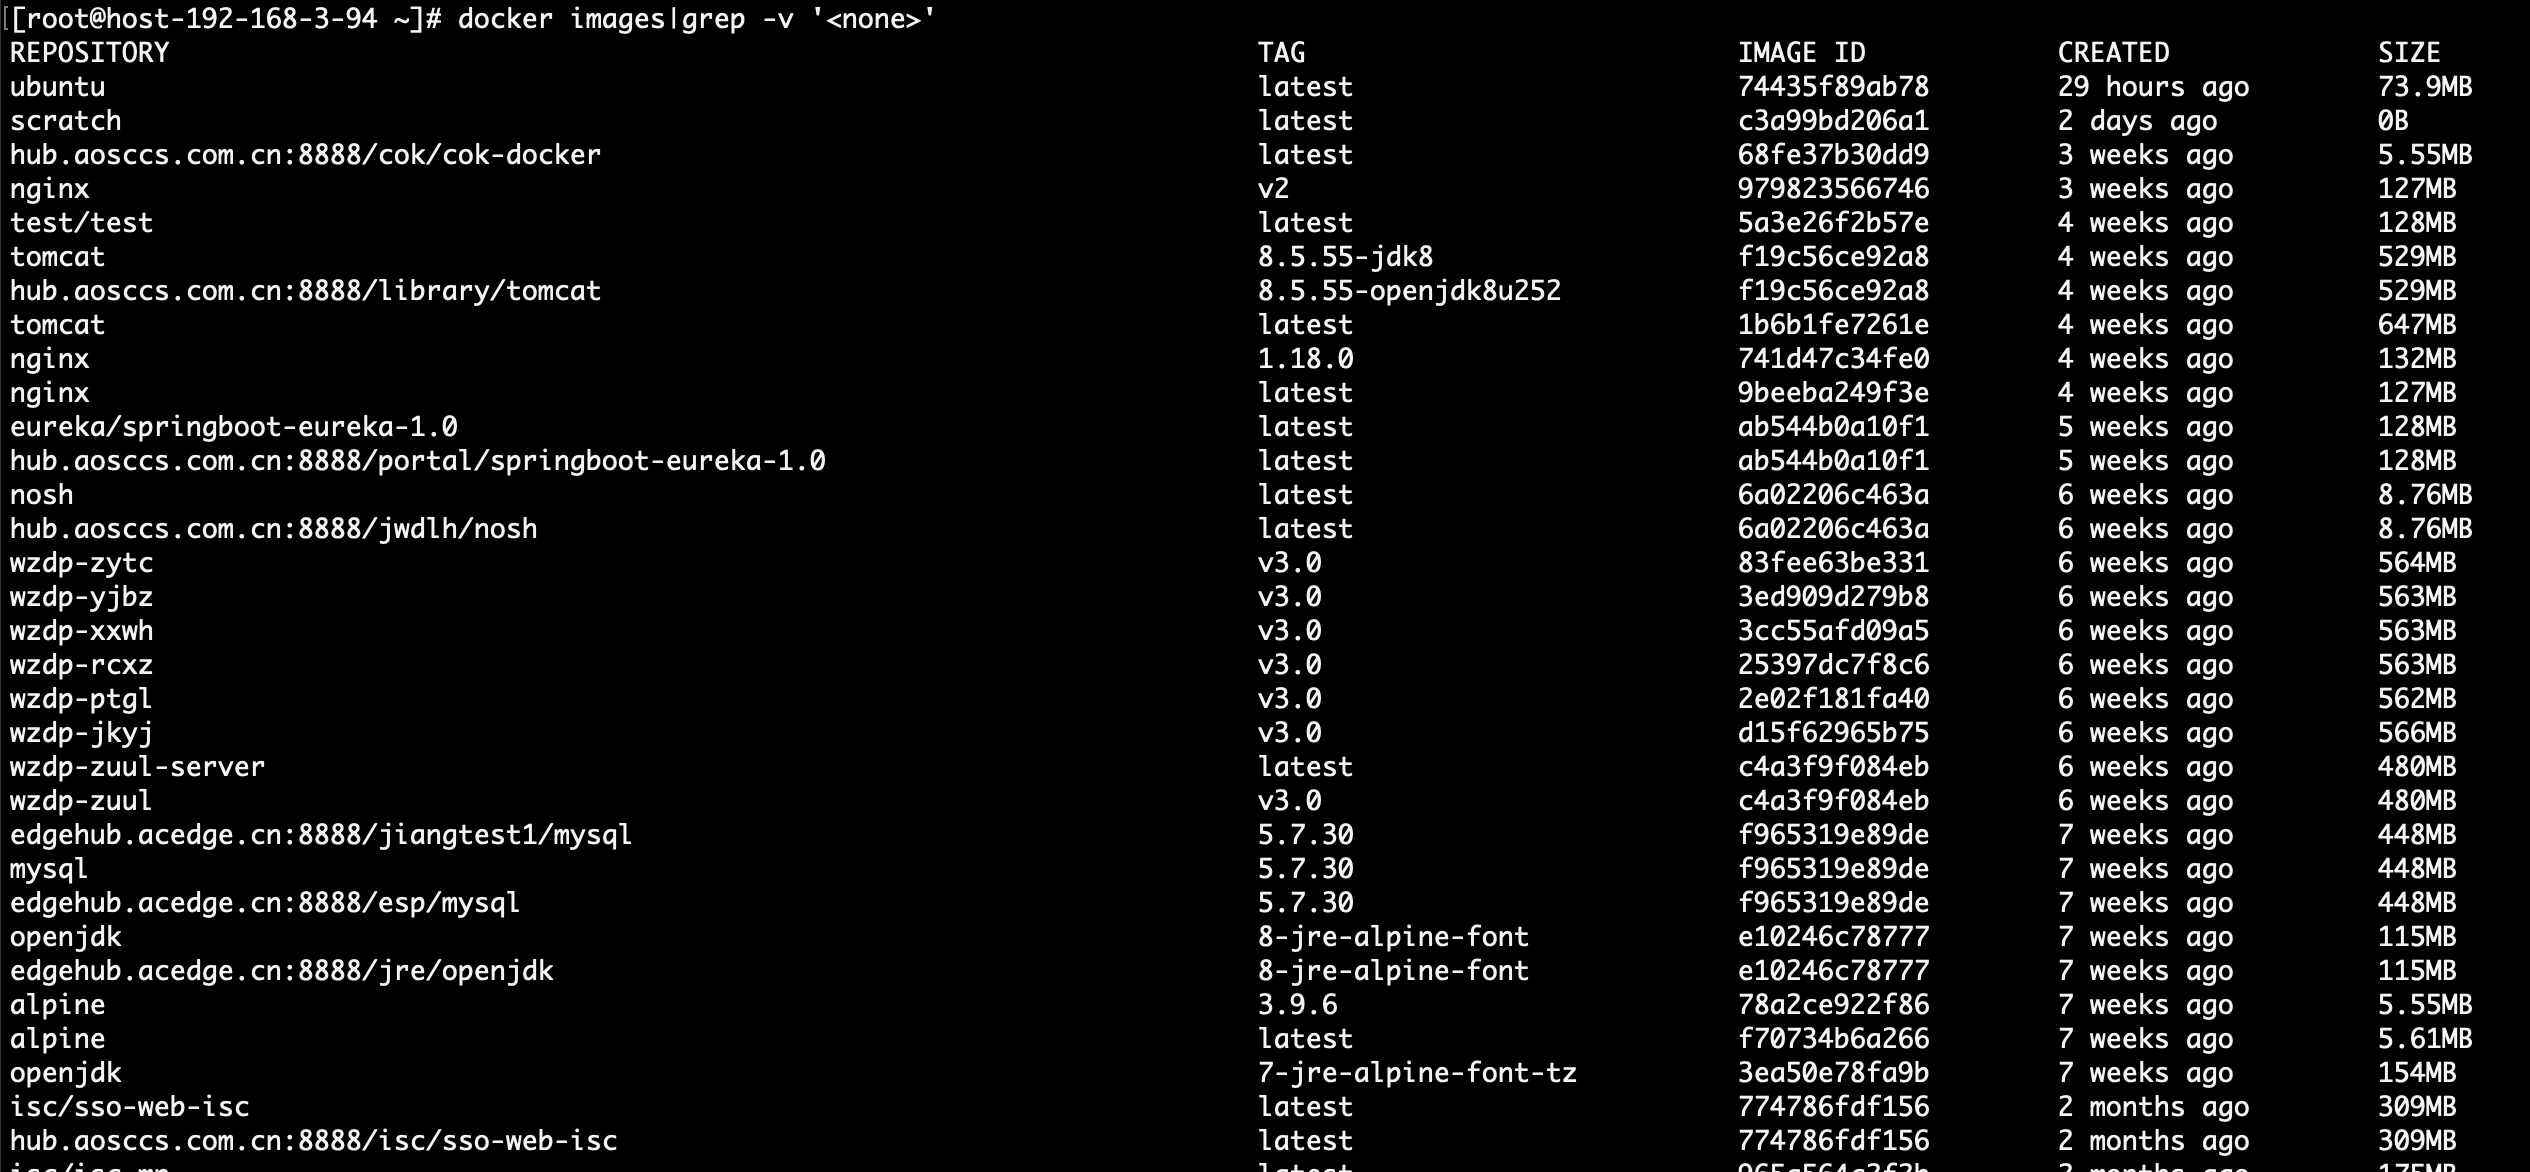 [[root@host-192-168-3-94 ~]# docker images|grep -v '<none>'
REPOSITORY TAG IMAGE ID CREATED SIZE
ubuntu latest 74435f89ab78 29 hours ago 73.9MB
scratch latest c3a99bd206a1 2 days ago 0B
hub.aosccs.com.cn:8888/cok/cok-docker latest 68fe37b30dd9 3 weeks ago 5.55MB
nginx v2 979823566746 3 weeks ago 127MB
test/test latest 5a3e26f2b57e 4 weeks ago 128MB
tomcat 8.5.55-jdk8 f19c56ce92a8 4 weeks ago 529MB
hub.aosccs.com.cn:8888/library/tomcat 8.5.55-openjdk8u252 f19c56ce92a8 4 weeks ago 529MB
tomcat latest 1b6b1fe7261e 4 weeks ago 647MB
nginx 1.18.0 741d47c34fe0 4 weeks ago 132MB
nginx latest 9beeba249f3e 4 weeks ago 127MB
eureka/springboot-eureka-1.0 latest ab544b0a10f1 5 weeks ago 128MB
hub.aosccs.com.cn:8888/portal/springboot-eureka-1.0 latest ab544b0a10f1 5 weeks ago 128MB
nosh latest 6a02206c463a 6 weeks ago 8.76MB
hub.aosccs.com.cn:8888/jwdlh/nosh latest 6a02206c463a 6 weeks ago 8.76MB
wzdp-zytc v3.0 83fee63be331 6 weeks ago 564MB
wzdp-yjbz v3.0 3ed909d279b8 6 weeks ago 563MB
wzdp-xxwh v3.0 3cc55afd09a5 6 weeks ago 563MB
wzdp-rcxz v3.0 25397dc7f8c6 6 weeks ago 563MB
wzdp-ptgl v3.0 2e02f181fa40 6 weeks ago 562MB
wzdp-jkyj v3.0 d15f62965b75 6 weeks ago 566MB
wzdp-zuul-server latest c4a3f9f084eb 6 weeks ago 480MB
wzdp-zuul v3.0 c4a3f9f084eb 6 weeks ago 480MB
edgehub.acedge.cn:8888/jiangtest1/mysql 5.7.30 f965319e89de 7 weeks ago 448MB
mysql 5.7.30 f965319e89de 7 weeks ago 448MB
edgehub.acedge.cn:8888/esp/mysql 5.7.30 f965319e89de 7 weeks ago 448MB
openjdk 8-jre-alpine-font e10246c78777 7 weeks ago 115MB
edgehub.acedge.cn:8888/jre/openjdk 8-jre-alpine-font e10246c78777 7 weeks ago 115MB
alpine 3.9.6 78a2ce922f86 7 weeks ago 5.55MB
alpine latest f70734b6a266 7 weeks ago 5.61MB
openjdk 7-jre-alpine-font-tz 3ea50e78fa9b 7 weeks ago 154MB
isc/sso-web-isc latest 774786fdf156 2 months ago 309MB
hub.aosccs.com.cn:8888/isc/sso-web-isc latest 774786fdf156 2 months ago 309MB